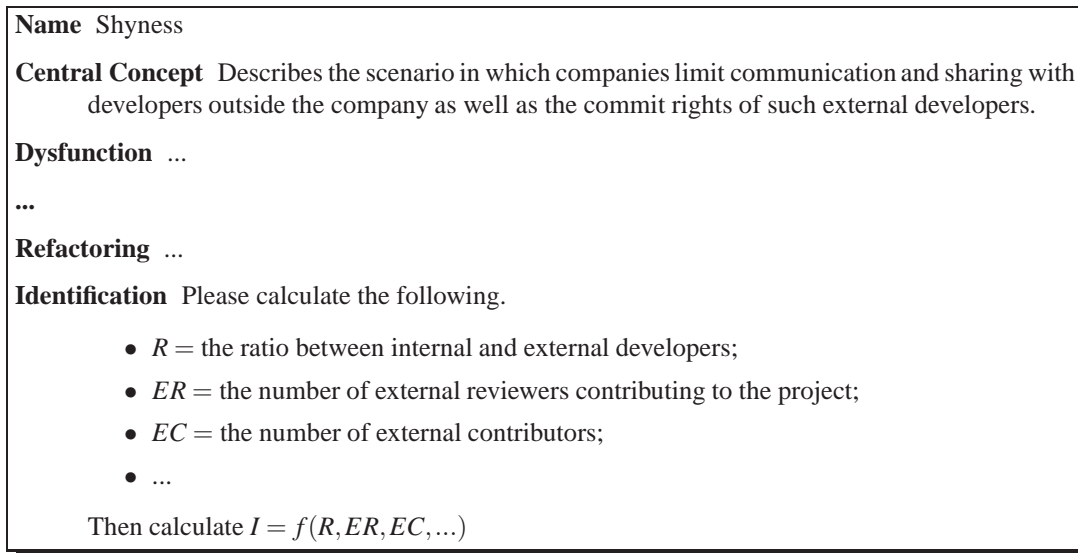 Name Shyness
Central Concept Describes the scenario in which companies limit communication and sharing with
developers outside the company as well as the commit rights of such external developers.
Dysfunction ...
...
Refactoring ...
Identification Please calculate the following.
• R = the ratio between internal and external developers;
• ER = the number of external reviewers contributing to the project;
• EC = the number of external contributors;
• ...
Then calculate I = f(R,ER,EC,...)